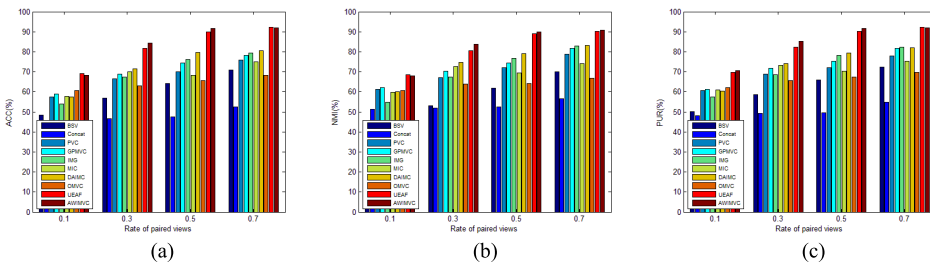 100
90
80
70
60
50
40
30
20
10
0
ACC(%)
BSV
Concat
PVC
GPMVC
IMG
MIC
DAIMC
OMVC
UEAF
AWIMVC
0.1 0.3 0.5 0.7
Rate of paired views
(a)
100
90
80
70
60
50
40
30
20
10
0
NMI(%)
BSV
Concat
PVC
GPMVC
IMG
MIC
DAIMC
OMVC
UEAF
AWIMVC
0.1 0.3 0.5 0.7
Rate of paired views
(b)
100
90
80
70
60
50
40
30
20
10
0
PUR(%)
BSV
Concat
PVC
GPMVC
IMG
MIC
DAIMC
OMVC
UEAF
AWIMVC
0.1 0.3 0.5 0.7
Rate of paired views
(c)